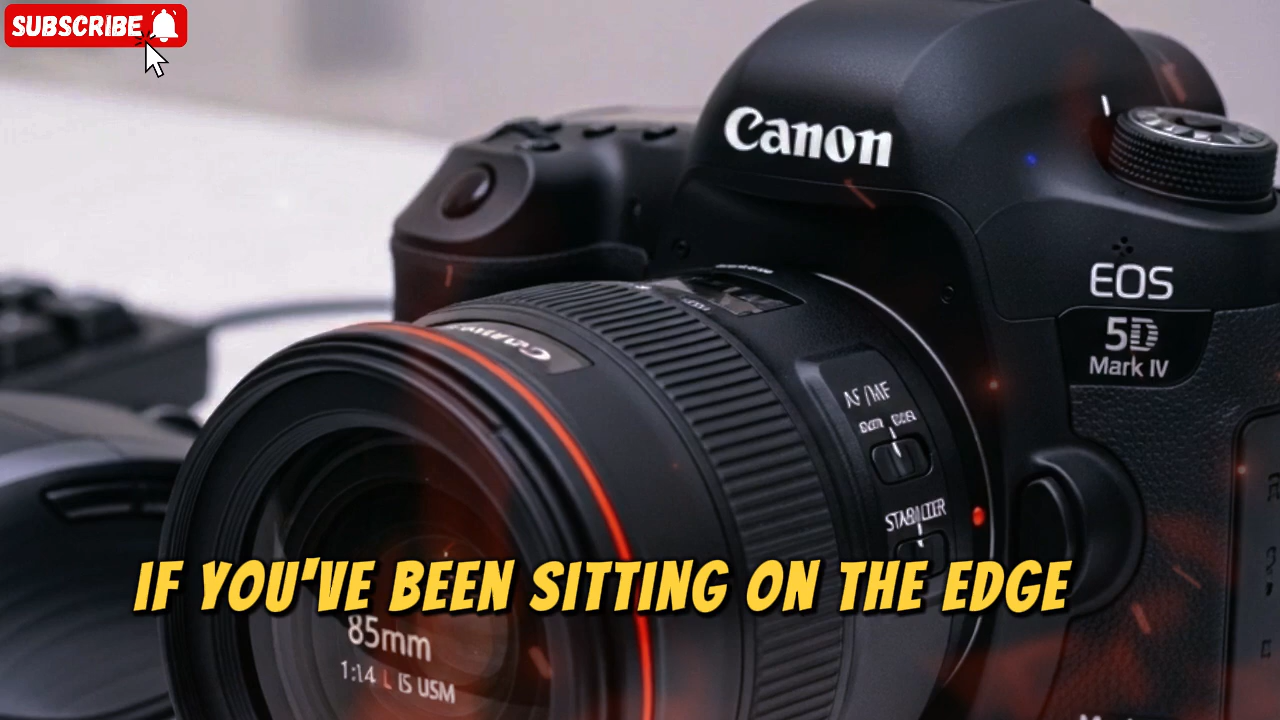 SUBSCRIBE
Canon
EOS
5D
Mark IV
AF/MF
STABILIZER
IF YOU'VE BEEN SITTING ON THE EDGE
85mm
1:1.4 L IS USM